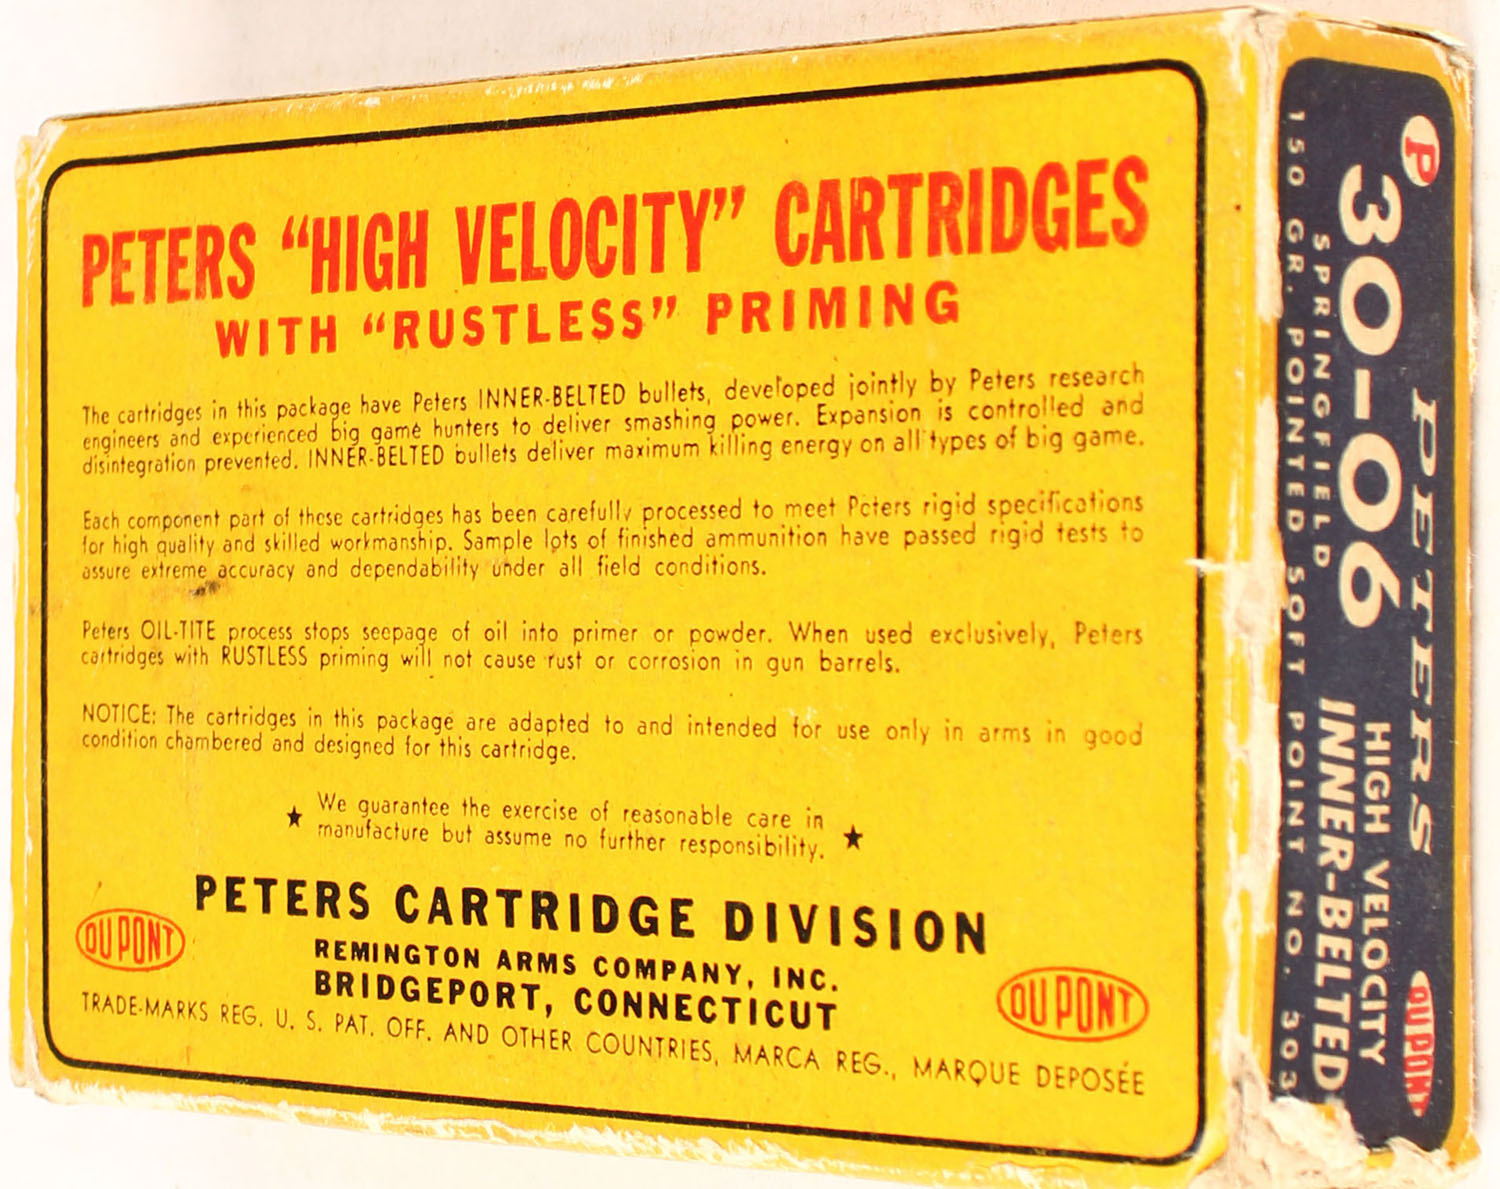 PETERS “HIGH VELOCITY” CARTRIDGES
WITH “RUSTLESS” PRIMING
The cartridges in this package have Peters INNER-BELTED bullets, developed jointly by Peters research
engineers and experienced big game hunters to deliver smashing power. Expansion is controlled and
disintegration prevented. INNER-BELTED bullets deliver maximum killing energy on all types of big game.
Each component part of these cartridges has been carefully processed to meet Peters rigid specifications
for high quality and skilled workmanship. Sample lots of finished ammunition have passed rigid tests to
assure extreme accuracy and dependability under all field conditions.
Peters OIL-TITE process stops seepage of oil into primer or powder. When used exclusively, Peters
cartridges with RUSTLESS priming will not cause rust or corrosion in gun barrels.
NOTICE: The cartridges in this package are adapted to and intended for use only in arms in good
condition chambered and designed for this cartridge.
★ We guarantee the exercise of reasonable care in
manufacture but assume no further responsibility. ★
PETERS CARTRIDGE DIVISION
REMINGTON ARMS COMPANY, INC.
BRIDGEPORT, CONNECTICUT
DU PONT
DU PONT
TRADE-MARKS REG. U. S. PAT. OFF. AND OTHER COUNTRIES, MARCA REG., MARQUE DEPOSÉE
P
PETERS
DU PONT
30-06
HIGH VELOCITY
SPRINGFIELD
INNER-BELTED
150 GR. POINTED SOFT POINT NO. 303